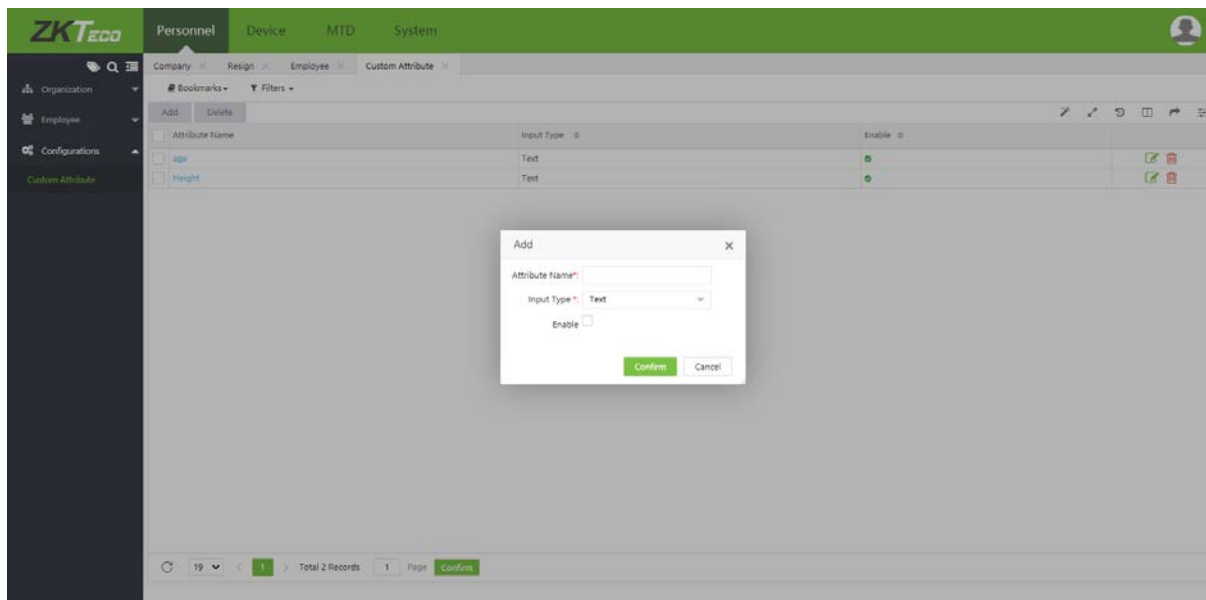 ZKTeco
Personnel Device MTD System
Company Resign Employee Custom Attribute
Organization
Bookmarks Filters
Employee
Add Delete
Attribute Name Input Type Enable
Configurations
age Text
Custom Attribute
Height Text
Add
Attribute Name*:
Input Type *: Text
Enable
Confirm Cancel
19 1 Total 2 Records 1 Page Confirm